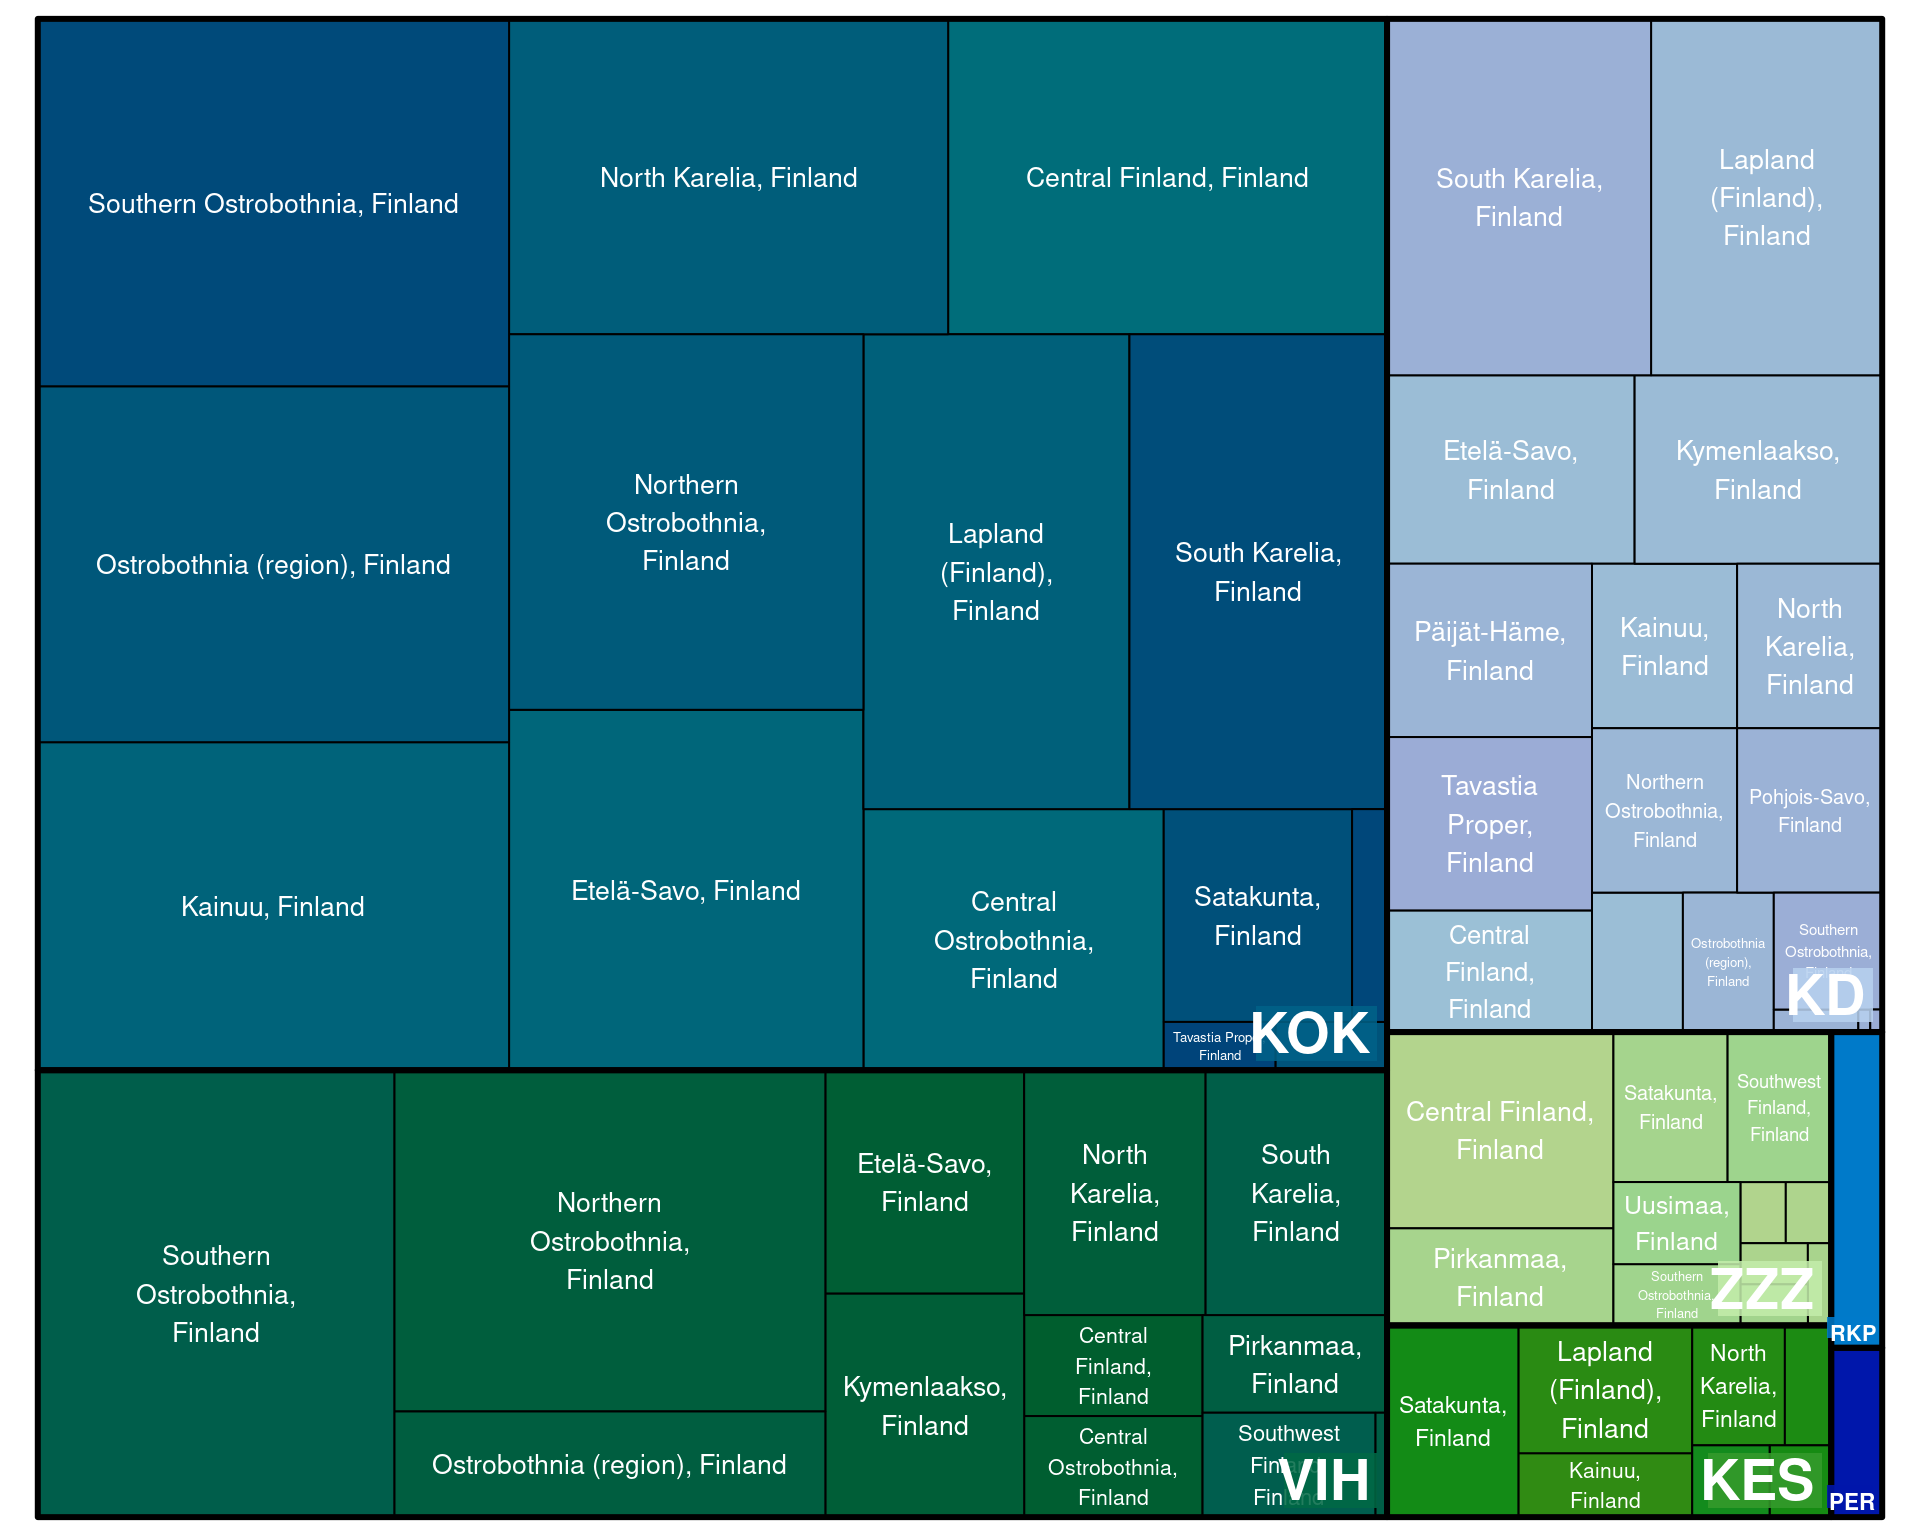 Southern Ostrobothnia, Finland
North Karelia, Finland
Central Finland, Finland
Ostrobothnia (region), Finland
Northern
Ostrobothnia,
Finland
Lapland
(Finland),
Finland
South Karelia,
Finland
Kainuu, Finland
Etelä-Savo, Finland
Central
Ostrobothnia,
Finland
Satakunta,
Finland
Tavastia
Finland
KOK
South Karelia,
Finland
Lapland
(Finland),
Finland
Etelä-Savo,
Finland
Kymenlaakso,
Finland
Päijät-Häme,
Finland
Kainuu,
Finland
North
Karelia,
Finland
Tavastia
Proper,
Finland
Northern
Ostrobothnia,
Finland
Pohjois-Savo,
Finland
Central
Finland,
Finland
Ostrobothnia
(region),
Finland
Southern
Ostrobothnia,
KD
Southern
Ostrobothnia,
Finland
Northern
Ostrobothnia,
Finland
Ostrobothnia (region), Finland
Etelä-Savo,
Finland
Kymenlaakso,
Finland
North
Karelia,
Finland
South
Karelia,
Finland
Central
Finland,
Finland
Pirkanmaa,
Finland
Central
Ostrobothnia,
Finland
Southwest
Finland,
Finland
VIH
Central Finland,
Finland
Satakunta,
Finland
Southwest
Finland,
Finland
Pirkanmaa,
Finland
Uusimaa,
Finland
Southern
Ostrobothnia,
Finland
ZZZ
RKP
Satakunta,
Finland
Lapland
(Finland),
Finland
North
Karelia,
Finland
Kainuu,
Finland
KES
PER